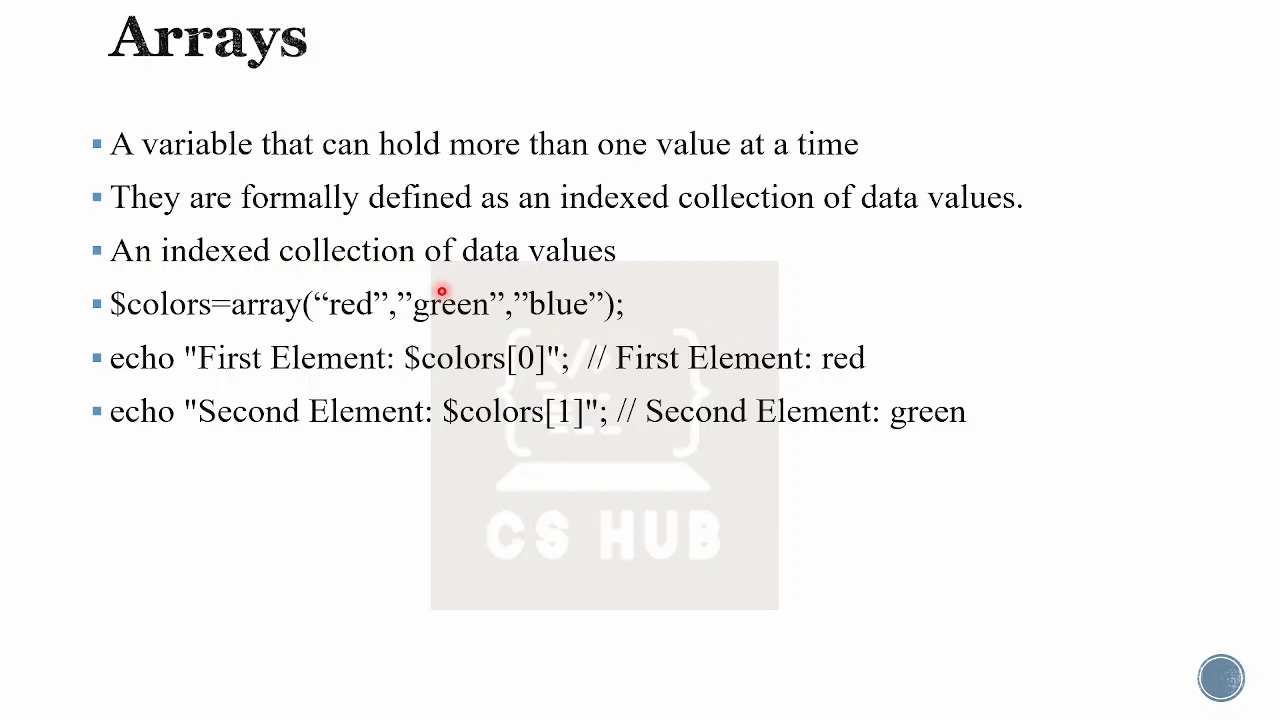 Arrays
A variable that can hold more than one value at a time
They are formally defined as an indexed collection of data values.
An indexed collection of data values
$colors=array(“red”,”green”,”blue”);
echo "First Element: $colors[0]"; // First Element: red
echo "Second Element: $colors[1]"; // Second Element: green
CS HUB